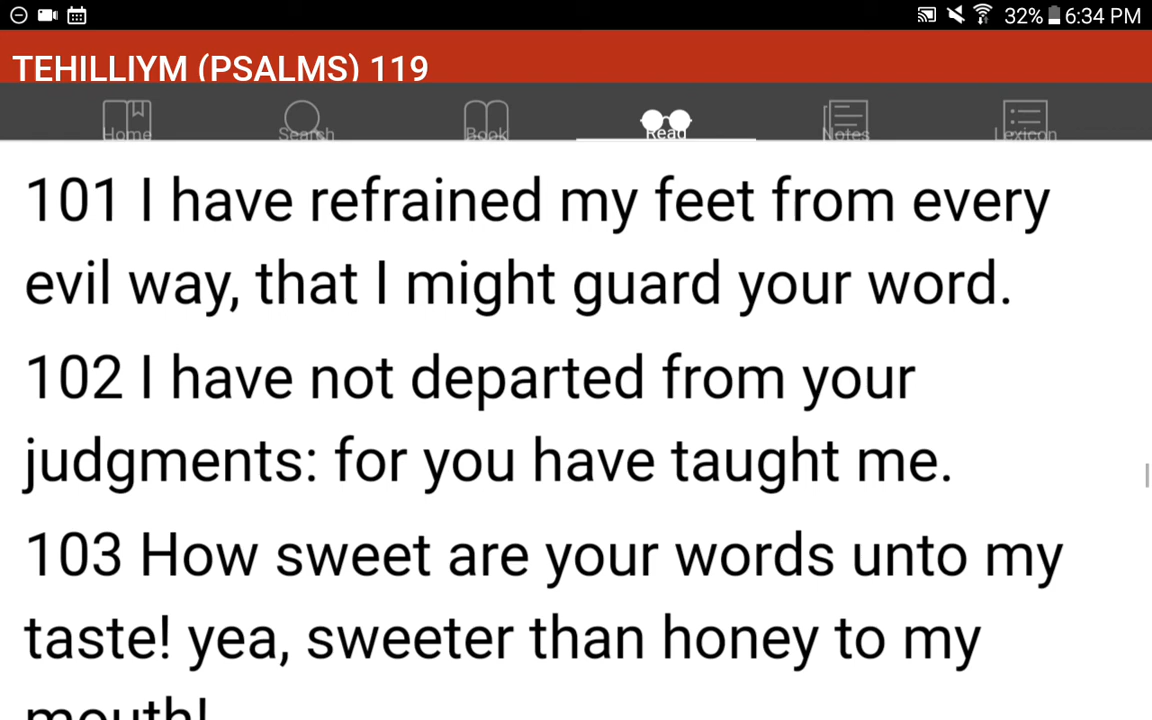 32% 6:34 PM
TEHILLIYM (PSALMS) 119
Home Search Book Read Notes Lexicon
101 I have refrained my feet from every
evil way, that I might guard your word.
102 I have not departed from your
judgments: for you have taught me.
103 How sweet are your words unto my
taste! yea, sweeter than honey to my
mouth!